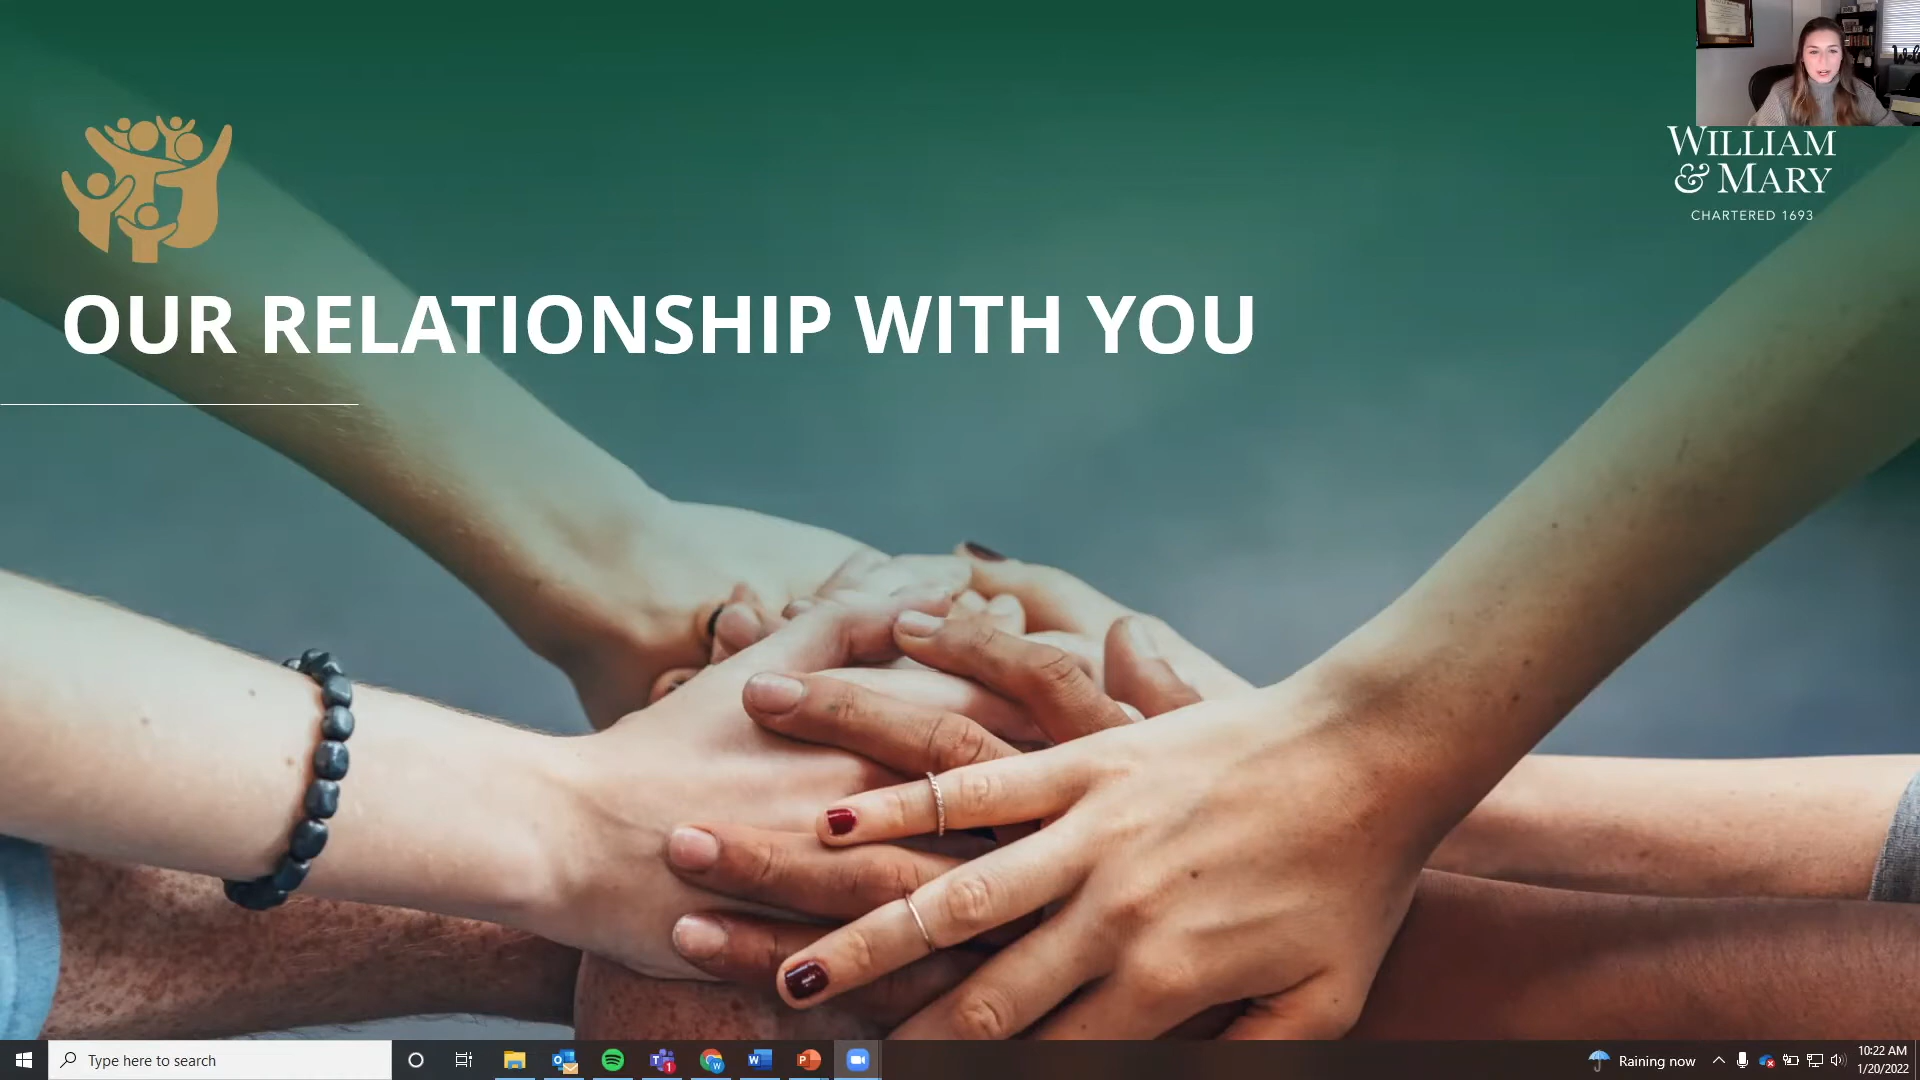 WILLIAM
& MARY
CHARTERED 1693
OUR RELATIONSHIP WITH YOU
Type here to search
1
Raining now
10:22 AM
1/20/2022